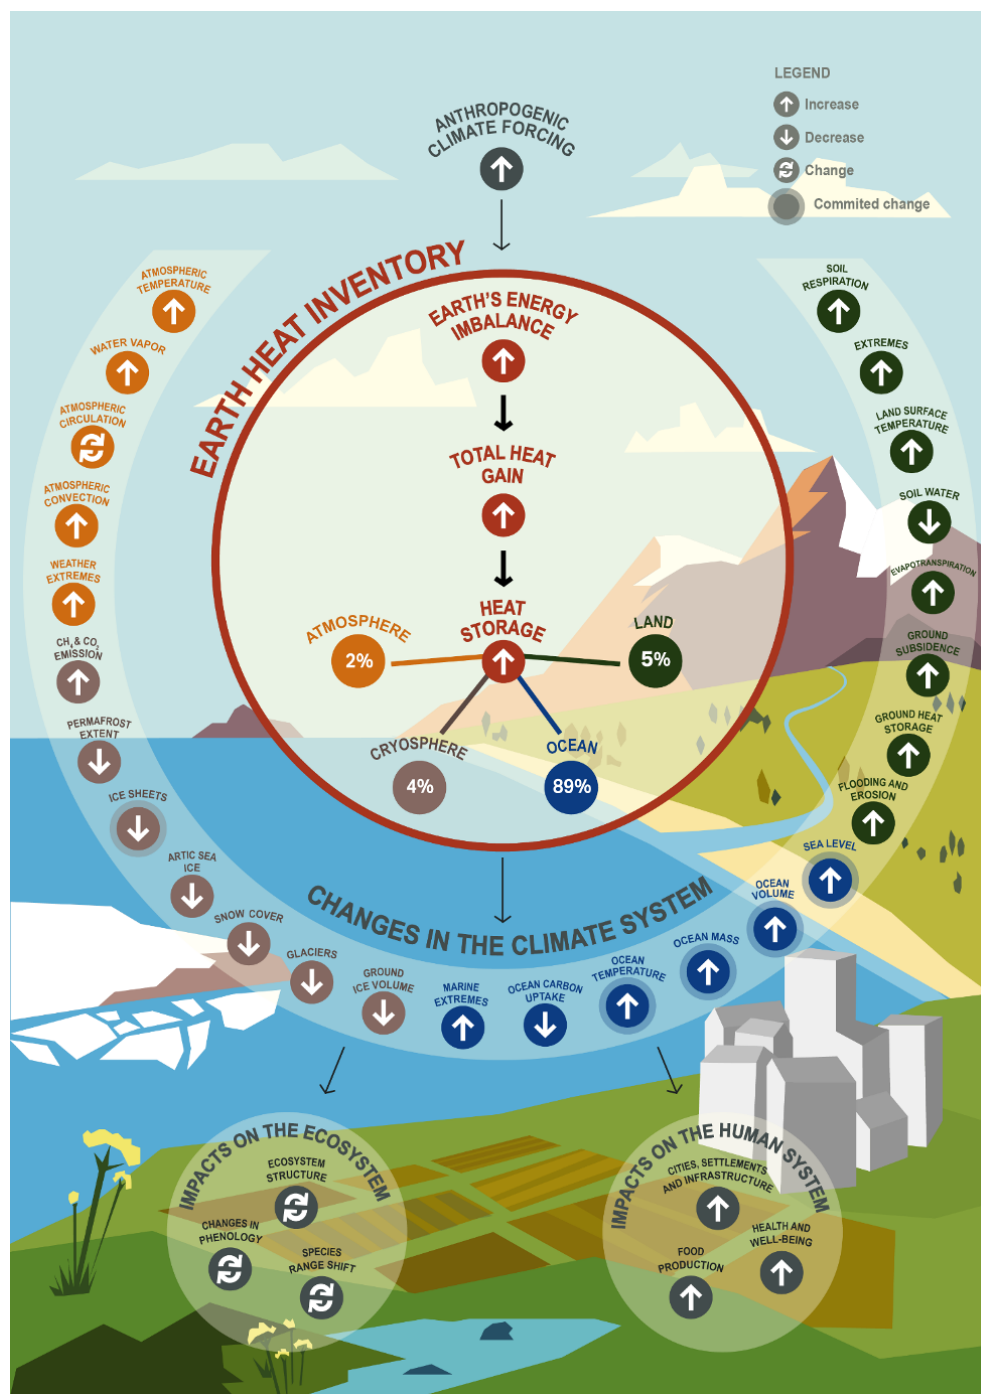 LEGEND
Increase
Decrease
Change
Commited change
ANTHROPOGENIC
CLIMATE FORCING
EARTH HEAT INVENTORY
EARTH'S ENERGY
IMBALANCE
TOTAL HEAT
GAIN
HEAT
STORAGE
ATMOSPHERE
2%
LAND
5%
CRYOSPHERE
4%
OCEAN
89%
CHANGES IN THE CLIMATE SYSTEM
ATMOSPHERIC
TEMPERATURE
WATER VAPOR
ATMOSPHERIC
CIRCULATION
ATMOSPHERIC
CONVECTION
WEATHER
EXTREMES
CH₄ & CO₂
EMISSION
PERMAFROST
EXTENT
ICE SHEETS
ARTIC SEA
ICE
SNOW COVER
GLACIERS
GROUND
ICE VOLUME
MARINE
EXTREMES
OCEAN CARBON
UPTAKE
OCEAN
TEMPERATURE
OCEAN MASS
OCEAN
VOLUME
SEA LEVEL
FLOODING AND
EROSION
GROUND HEAT
STORAGE
GROUND
SUBSIDENCE
EVAPOTRANSPIRATION
SOIL WATER
LAND SURFACE
TEMPERATURE
EXTREMES
SOIL
RESPIRATION
IMPACTS ON THE ECOSYSTEM
ECOSYSTEM
STRUCTURE
CHANGES IN
PHENOLOGY
SPECIES
RANGE SHIFT
IMPACTS ON THE HUMAN SYSTEM
CITIES, SETTLEMENTS
AND INFRASTRUCTURE
HEALTH AND
WELL-BEING
FOOD
PRODUCTION